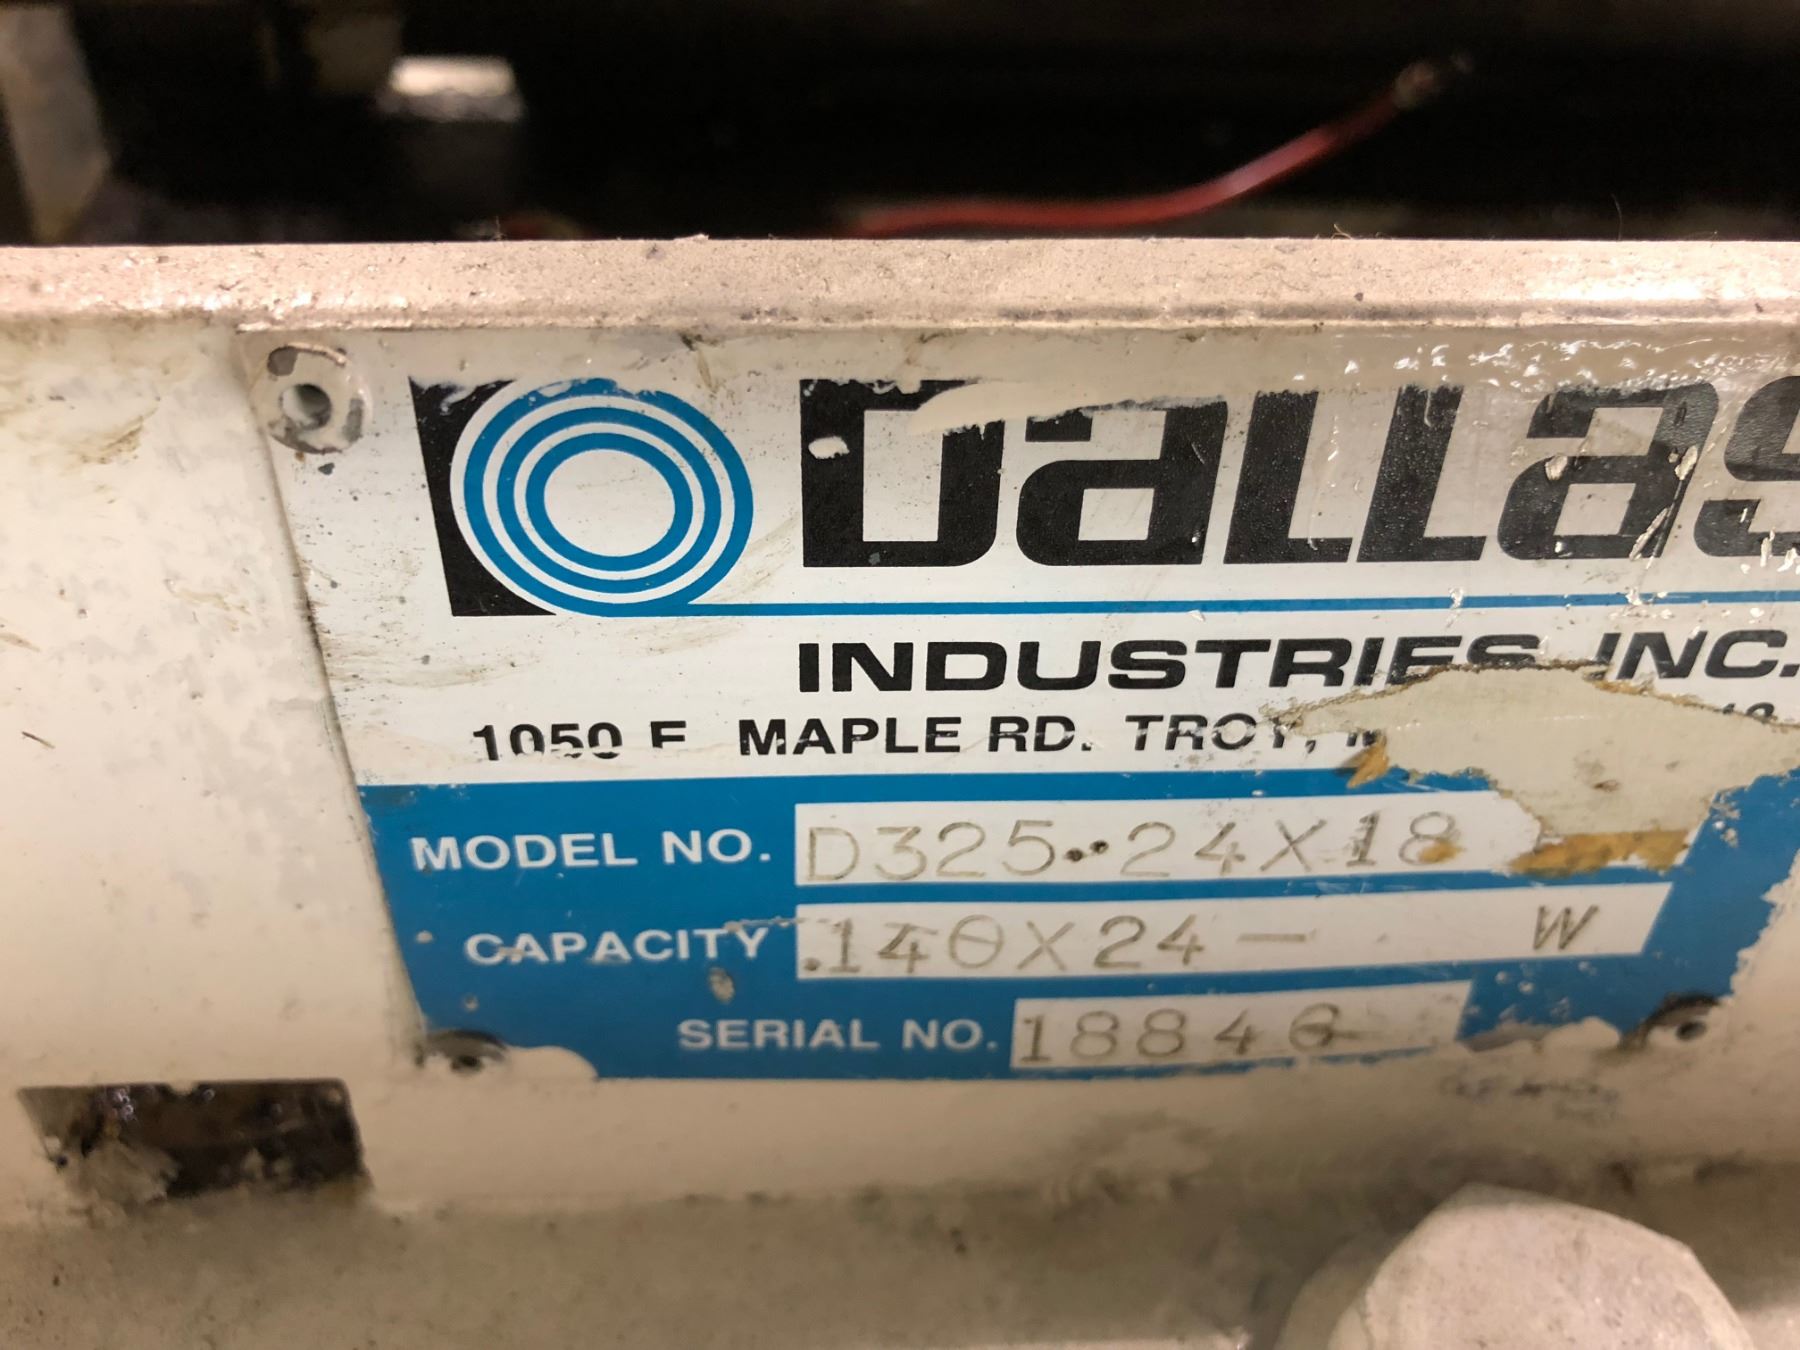 Dallas
INDUSTRIES INC.
1050 E MAPLE RD. TROY,
MODEL NO. D325-24X18
CAPACITY .140X24- W
SERIAL NO. 18846